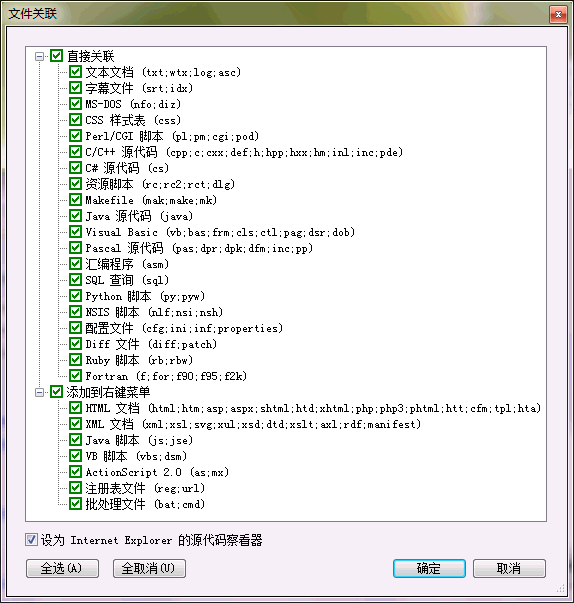 文件关联
直接关联
文本文档 (txt;wtx;log;asc)
字幕文件 (srt;idx)
MS-DOS (nfo;diz)
CSS 样式表 (css)
Perl/CGI 脚本 (pl;pm;cgi;pod)
C/C++ 源代码 (cpp;c;cxx;def;h;hpp;hxx;hm;inl;inc;pde)
C# 源代码 (cs)
资源脚本 (rc;rc2;rct;dlg)
Makefile (mak;make;mk)
Java 源代码 (java)
Visual Basic (vb;bas;frm;cls;ctl;pag;dsr;dob)
Pascal 源代码 (pas;dpr;dpk;dfm;inc;pp)
汇编程序 (asm)
SQL 查询 (sql)
Python 脚本 (py;pyw)
NSIS 脚本 (nlf;nsi;nsh)
配置文件 (cfg;ini;inf;properties)
Diff 文件 (diff;patch)
Ruby 脚本 (rb;rbw)
Fortran (f;for;f90;f95;f2k)
添加到右键菜单
HTML 文档 (html;htm;asp;aspx;shtml;htd;xhtml;php;php3;phtml;htt;cfm;tpl;hta)
XML 文档 (xml;xsl;svg;xul;xsd;dtd;xslt;axl;rdf;manifest)
Java 脚本 (js;jse)
VB 脚本 (vbs;dsm)
ActionScript 2.0 (as;mx)
注册表文件 (reg;url)
批处理文件 (bat;cmd)
设为 Internet Explorer 的源代码察看器
全选(A) 全取消(U) 确定 取消